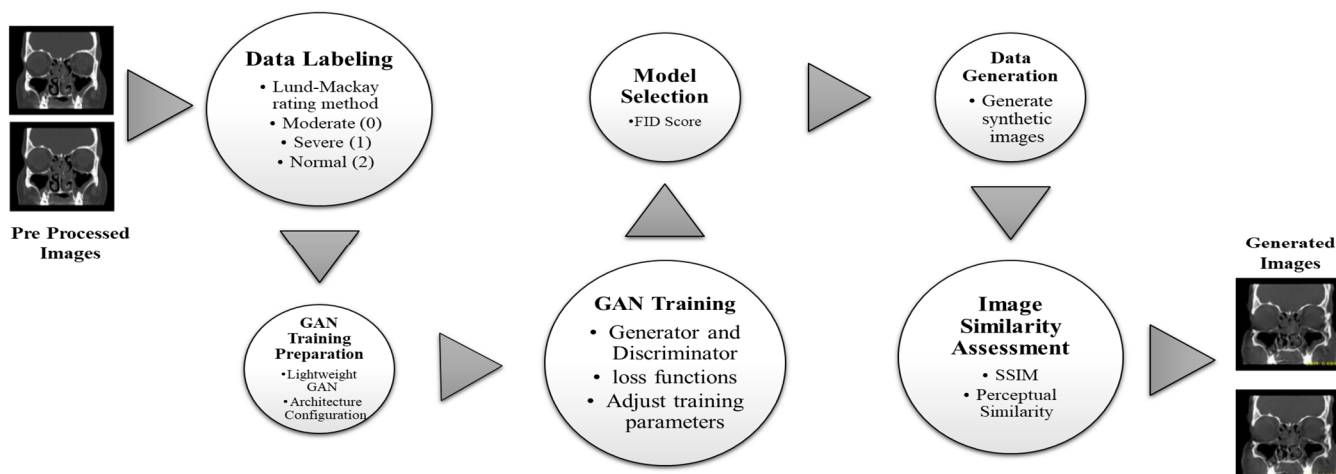 Pre Processed
Images
Data Labeling
• Lund-Mackay
rating method
• Moderate (0)
• Severe (1)
• Normal (2)
GAN
Training
Preparation
•Lightweight
GAN
•Architecture
Configuration
GAN Training
• Generator and
Discriminator
• loss functions
• Adjust training
parameters
Model
Selection
•FID Score
Data
Generation
• Generate
synthetic
images
Image
Similarity
Assessment
• SSIM
• Perceptual
Similarity
Generated
Images